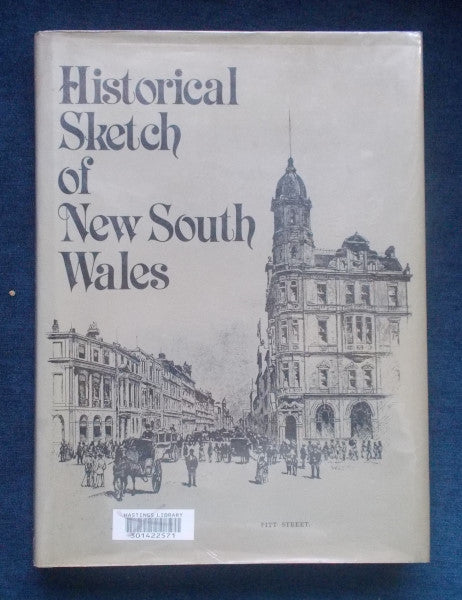 Historical
Sketch
of
New South
Wales
HASTINGS LIBRARY
301422571
PITT STREET.